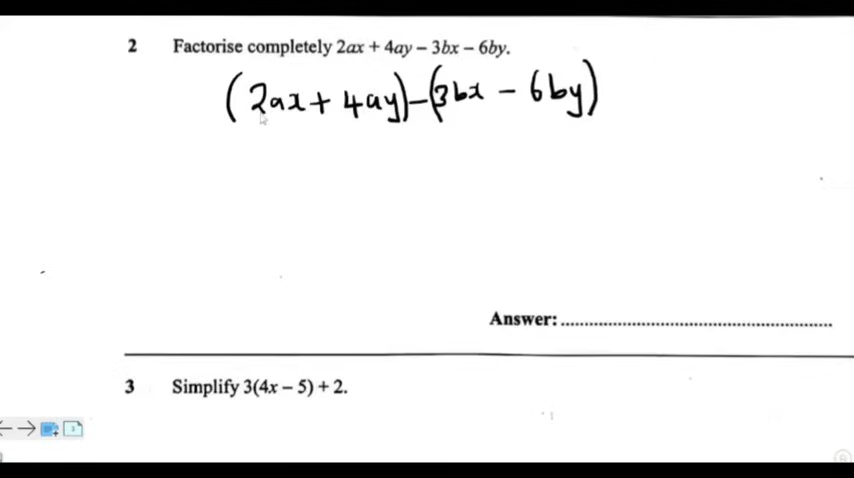 2 Factorise completely 2ax + 4ay – 3bx – 6by.
(2ax + 4ay) – (3bx – 6by)
Answer: ..........................................................
3 Simplify 3(4x – 5) + 2.